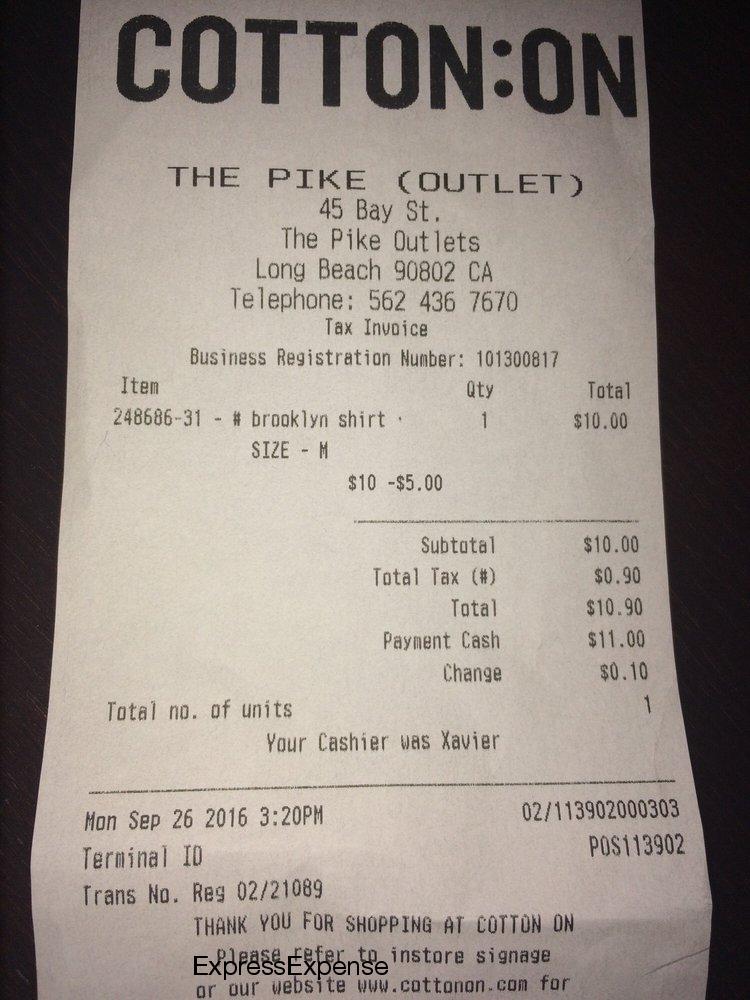 COTTON:ON
THE PIKE (OUTLET)
45 Bay St.
The Pike Outlets
Long Beach 90802 CA
Telephone: 562 436 7670
Tax Invoice
Business Registration Number: 101300817
Item Qty Total
248686-31 - # brooklyn shirt 1 $10.00
SIZE - M
$10 -$5.00
Subtotal $10.00
Total Tax (#) $0.90
Total $10.90
Payment Cash $11.00
Change $0.10
Total no. of units 1
Your Cashier was Xavier
Mon Sep 26 2016 3:20PM 02/113902000303
Terminal ID POS113902
Trans No. Reg 02/21089
THANK YOU FOR SHOPPING AT COTTON ON
Please refer to instore signage
ExpressExpense
or our website www.cottonon.com for